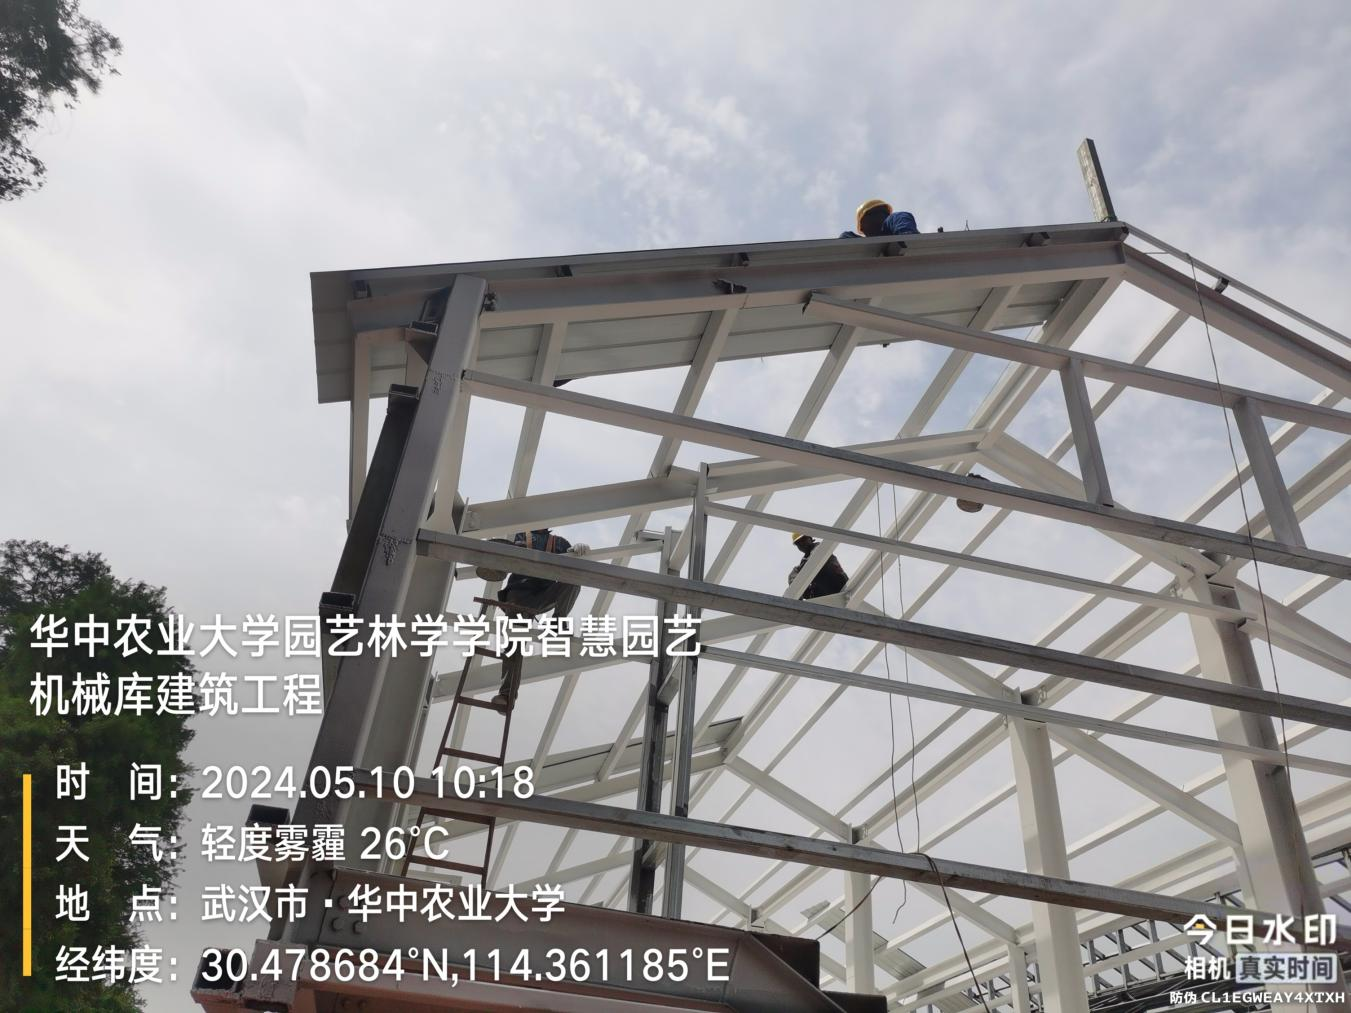 华中农业大学园艺林学学院智慧园艺
机械库建筑工程
时 间：2024.05.10 10:18
天 气：轻度雾霾 26°C
地 点：武汉市·华中农业大学
经纬度：30.478684°N,114.361185°E
今日水印
相机 真实时间
防伪 CL1EGWEAY4XTXH